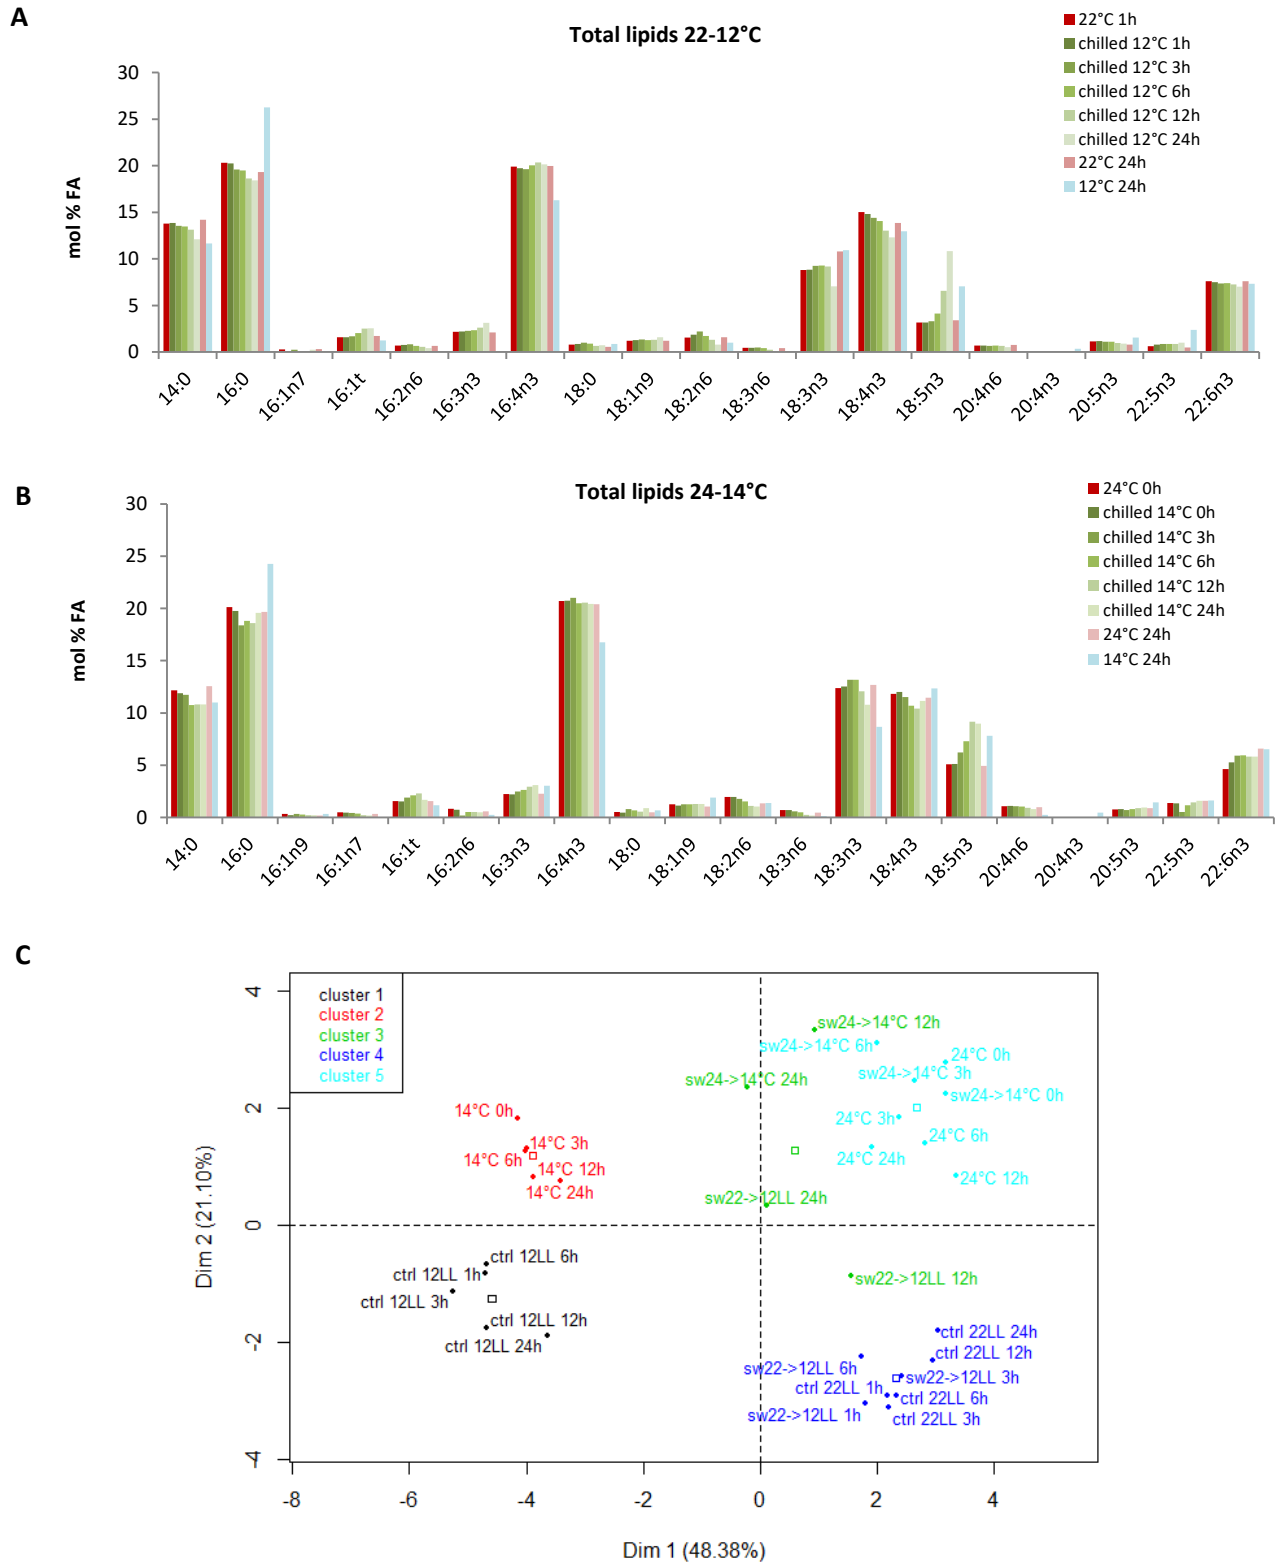 A
Total lipids 22-12°C
22°C 1h
chilled 12°C 1h
chilled 12°C 3h
chilled 12°C 6h
chilled 12°C 12h
chilled 12°C 24h
22°C 24h
12°C 24h
mol % FA
30
25
20
15
10
5
0
14:0 16:0 16:1n7 16:1t 16:2n6 16:3n3 16:4n3 18:0 18:1n9 18:2n6 18:3n6 18:3n3 18:4n3 18:5n3 20:4n6 20:4n3 20:5n3 22:5n3 22:6n3
B
Total lipids 24-14°C
24°C 0h
chilled 14°C 0h
chilled 14°C 3h
chilled 14°C 6h
chilled 14°C 12h
chilled 14°C 24h
24°C 24h
14°C 24h
mol % FA
30
25
20
15
10
5
0
14:0 16:0 16:1n9 16:1n7 16:1t 16:2n6 16:3n3 16:4n3 18:0 18:1n9 18:2n6 18:3n6 18:3n3 18:4n3 18:5n3 20:4n6 20:4n3 20:5n3 22:5n3 22:6n3
C
cluster 1
cluster 2
cluster 3
cluster 4
cluster 5
Dim 2 (21.10%)
4
2
0
-2
-4
sw24->14°C 12h
sw24->14°C 6h
24°C 0h
sw24->14°C 3h
sw24->14°C 24h
sw24->14°C 0h
14°C 0h
24°C 3h
24°C 6h
14°C 3h
14°C 6h
24°C 24h
14°C 12h
24°C 12h
14°C 24h
sw22->12LL 24h
ctrl 12LL 6h
ctrl 12LL 1h
sw22->12LL 12h
ctrl 12LL 3h
ctrl 12LL 12h
ctrl 22LL 24h
ctrl 12LL 24h
ctrl 22LL 12h
sw22->12LL 6h
sw22->12LL 3h
ctrl 22LL 1h
ctrl 22LL 6h
sw22->12LL 1h
ctrl 22LL 3h
-8 -6 -4 -2 0 2 4
Dim 1 (48.38%)